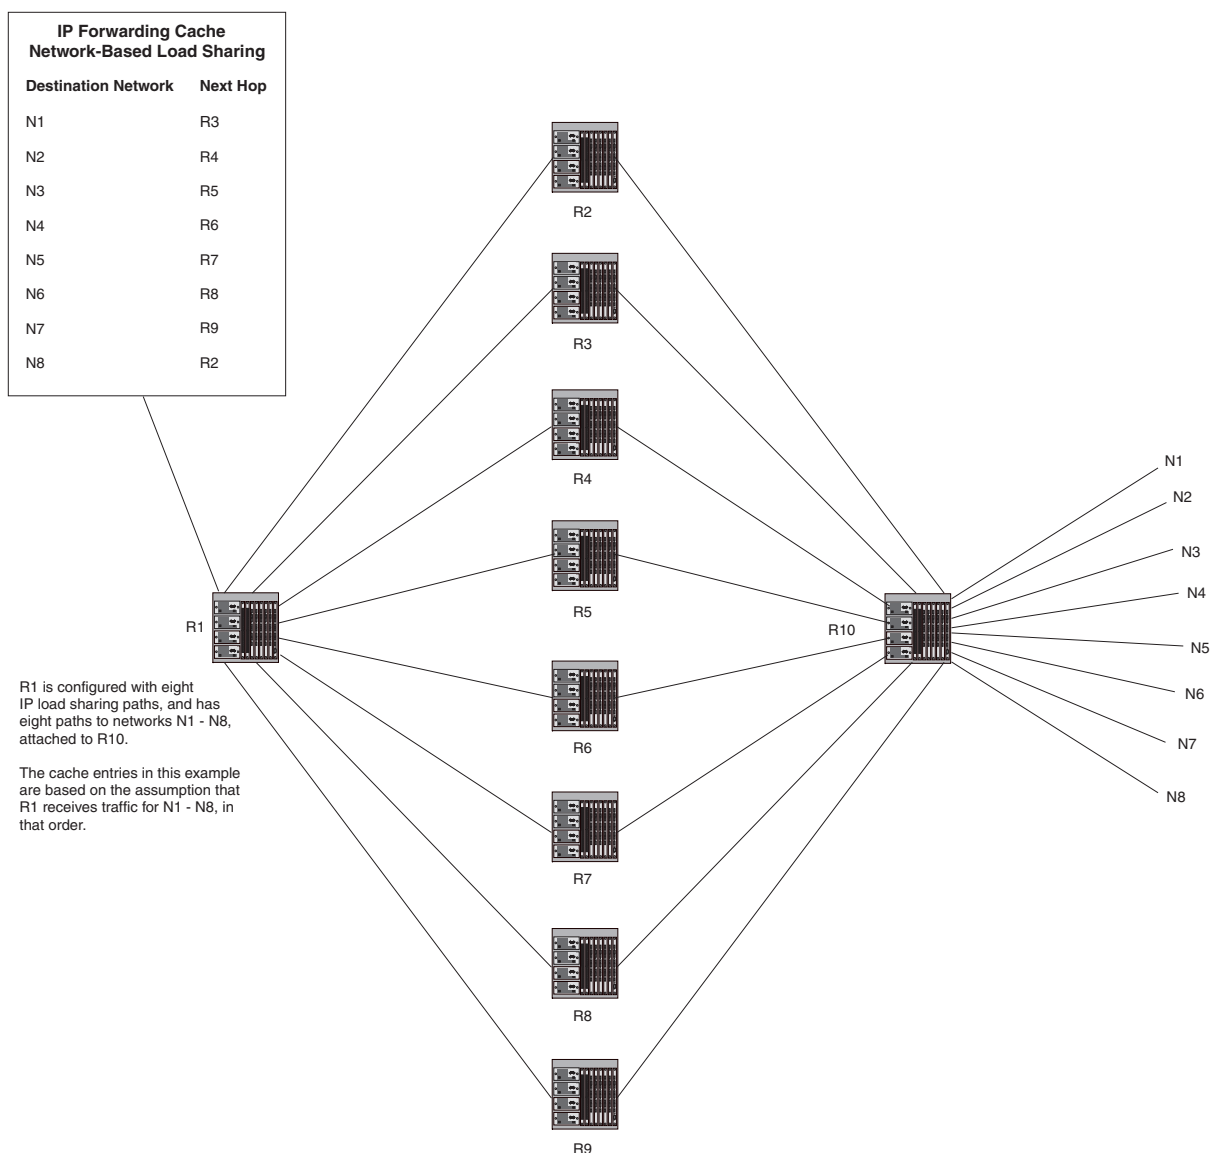 IP Forwarding Cache
Network-Based Load Sharing
Destination Network Next Hop
N1 R3
N2 R4
N3 R5
N4 R6
N5 R7
N6 R8
N7 R9
N8 R2
R2
R3
R4
R5
R6
R7
R8
R9
R1
R10
N1
N2
N3
N4
N5
N6
N7
N8
R1 is configured with eight
IP load sharing paths, and has
eight paths to networks N1 - N8,
attached to R10.
The cache entries in this example
are based on the assumption that
R1 receives traffic for N1 - N8, in
that order.